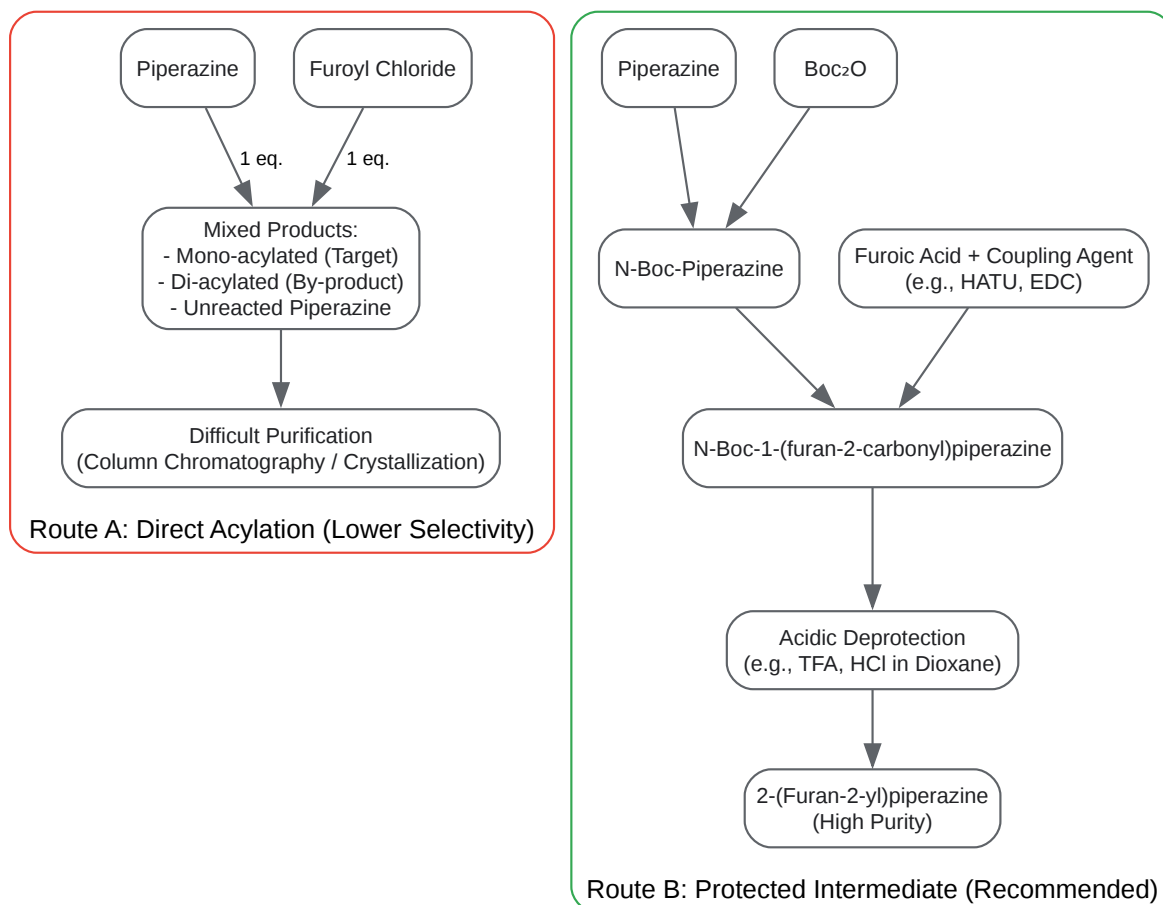 Piperazine
Furoyl Chloride
1 eq.
1 eq.
Mixed Products:
- Mono-acylated (Target)
- Di-acylated (By-product)
- Unreacted Piperazine
Difficult Purification
(Column Chromatography / Crystallization)
Route A: Direct Acylation (Lower Selectivity)
Piperazine
Boc₂O
N-Boc-Piperazine
Furoic Acid + Coupling Agent
(e.g., HATU, EDC)
N-Boc-1-(furan-2-carbonyl)piperazine
Acidic Deprotection
(e.g., TFA, HCl in Dioxane)
2-(Furan-2-yl)piperazine
(High Purity)
Route B: Protected Intermediate (Recommended)